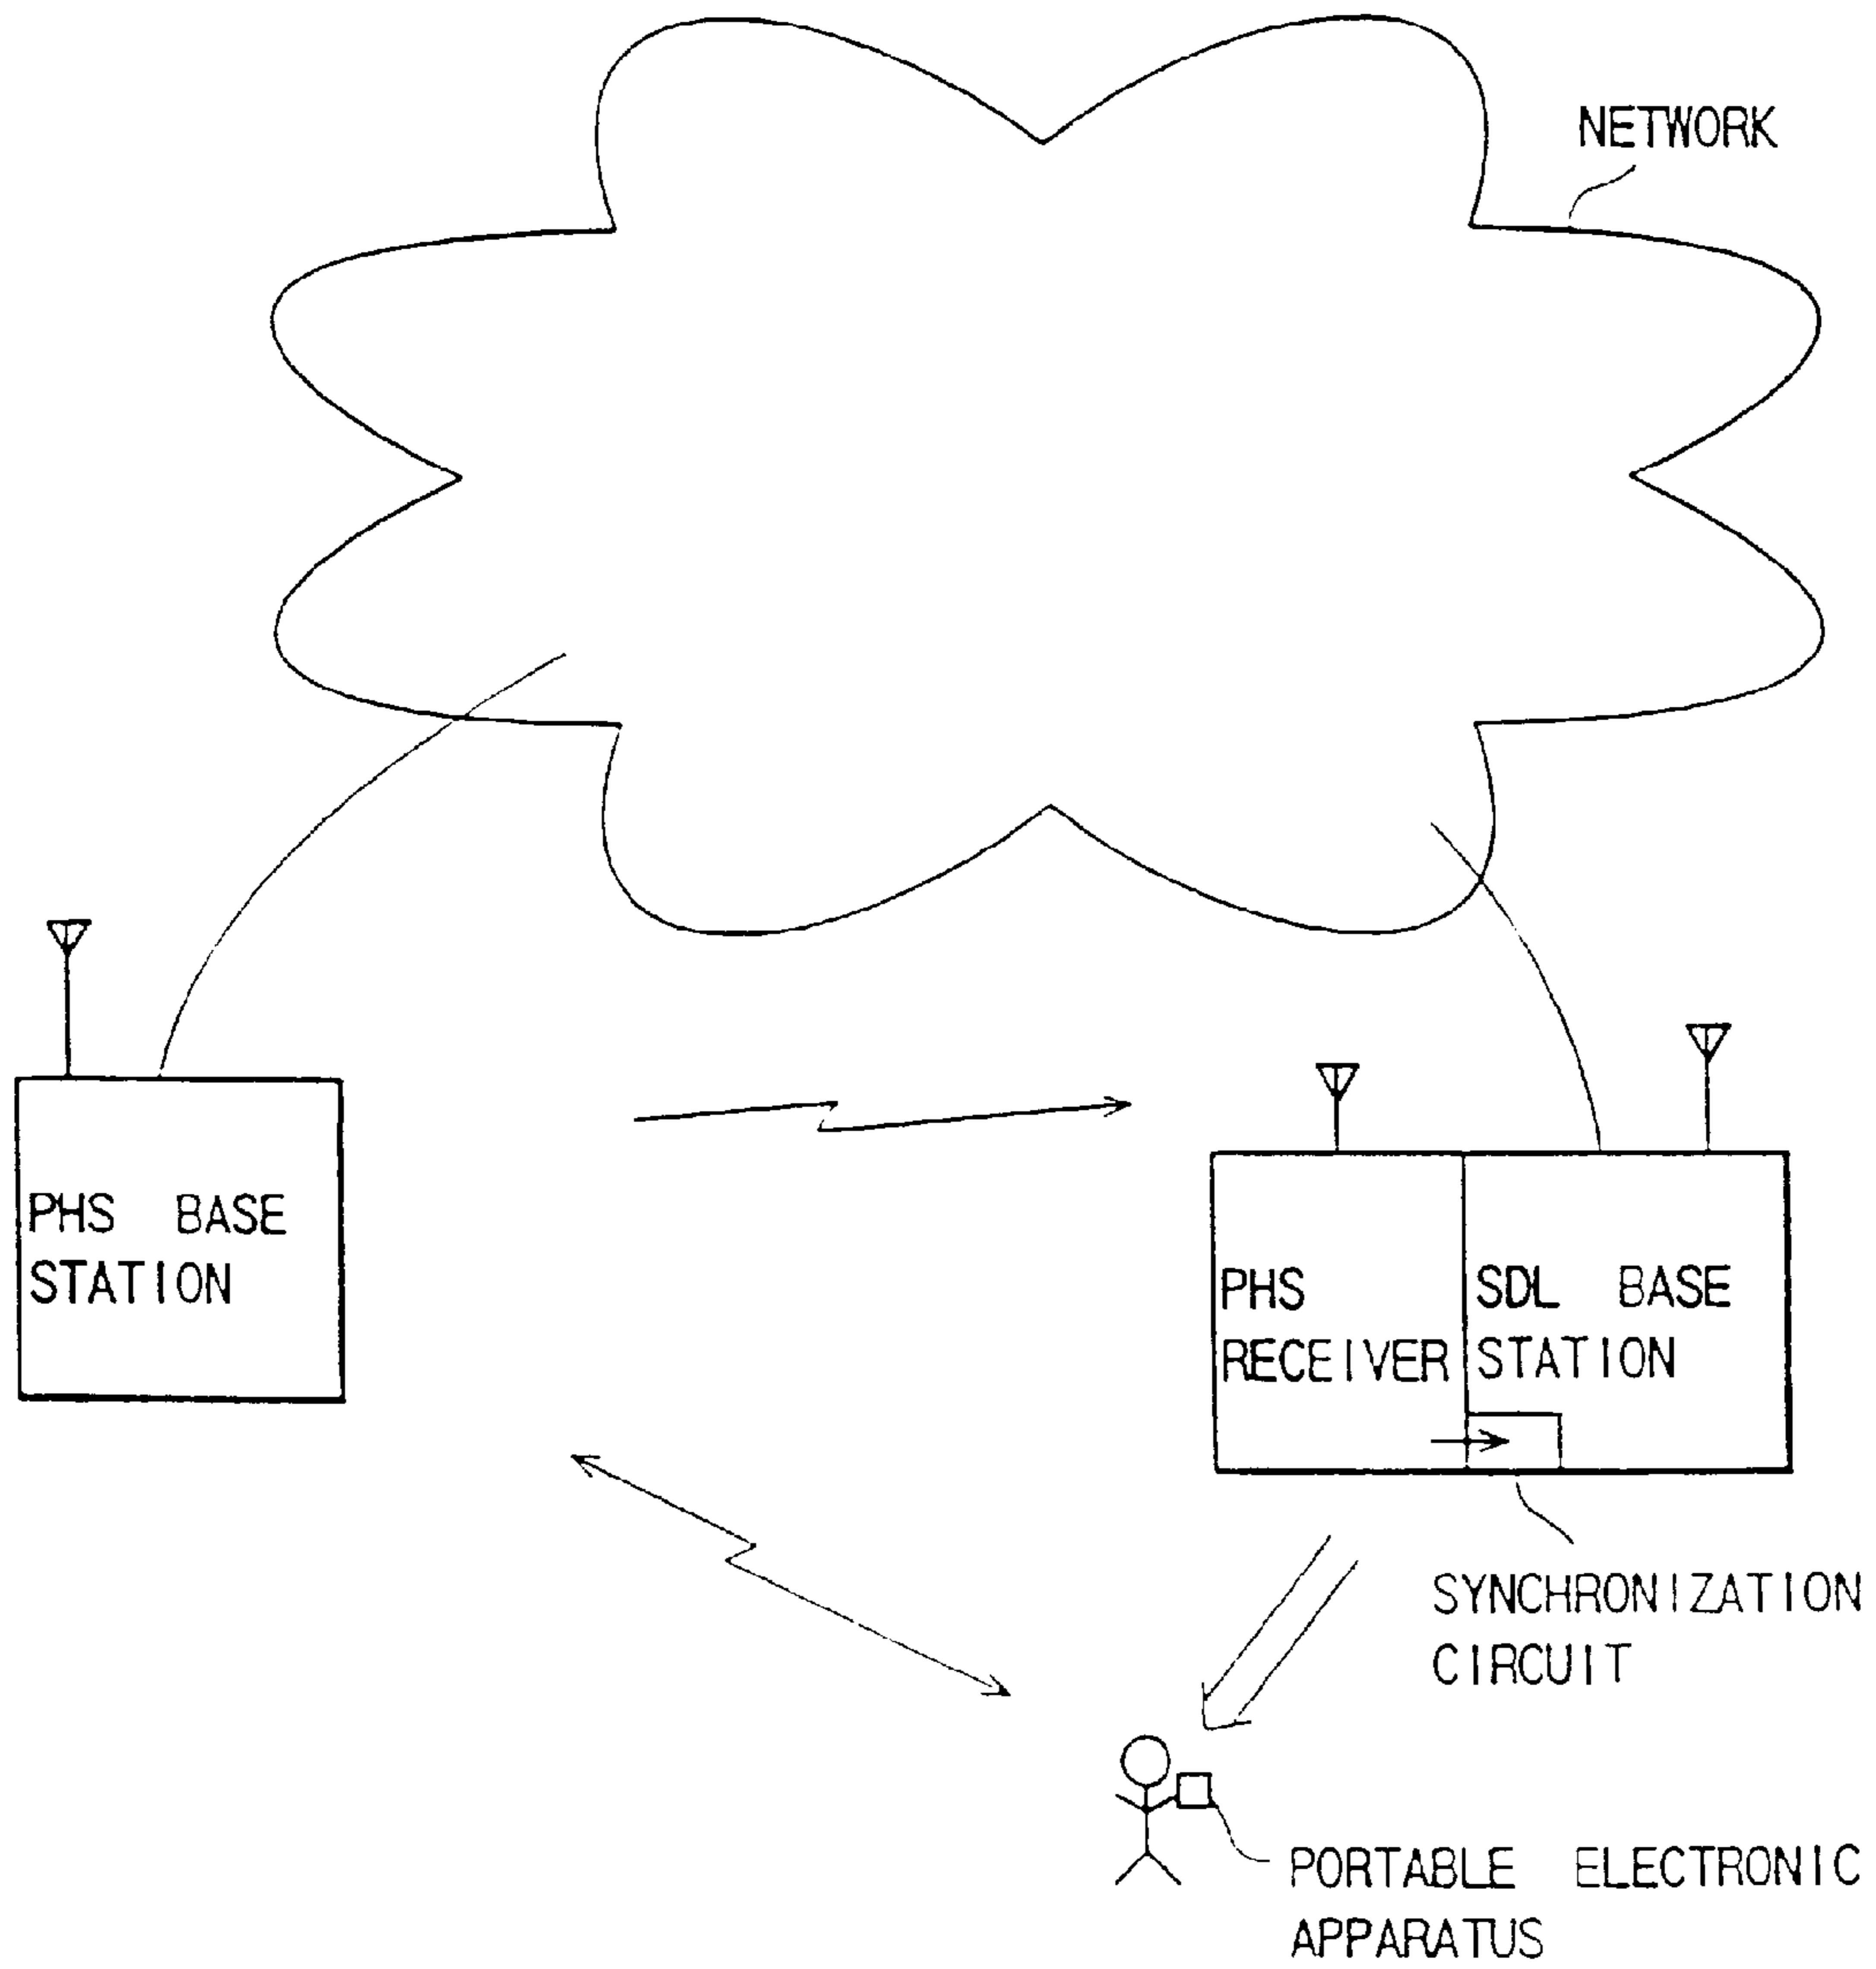 NETWORK
PHS BASE
STATION
PHS
RECEIVER
SDL BASE
STATION
SYNCHRONIZATION
CIRCUIT
PORTABLE ELECTRONIC
APPARATUS